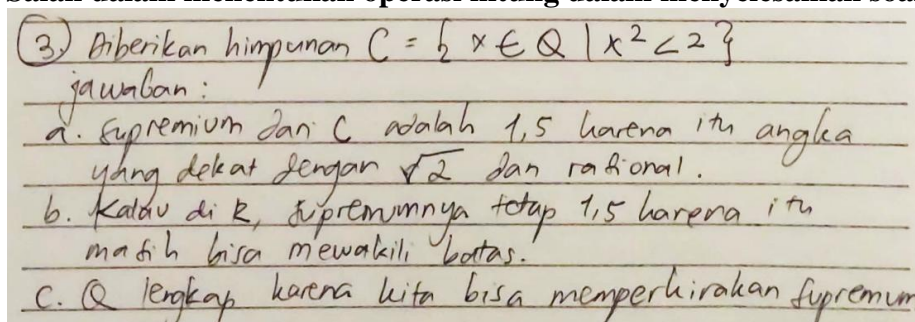 3. Diberikan himpunan C = { x ∈ Q | x² < 2 }
jawaban :
a. Supremium dari C adalah 1,5 karena itu angka
yang dekat dengan √2 dan rasional.
b. Kalau di R, supremumnya tetap 1,5 karena itu
masih bisa mewakili batas.
C. Q lengkap karena kita bisa memperkirakan supremum